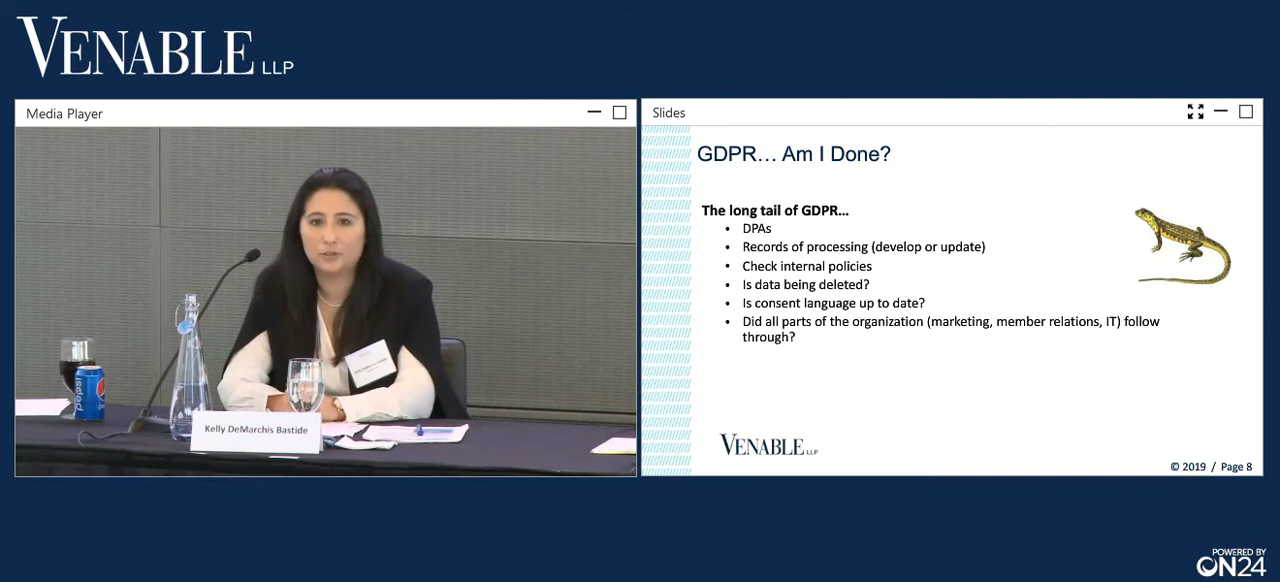 VENABLE LLP
Media Player
Slides
GDPR… Am I Done?
The long tail of GDPR…
• DPAs
• Records of processing (develop or update)
• Check internal policies
• Is data being deleted?
• Is consent language up to date?
• Did all parts of the organization (marketing, member relations, IT) follow
through?
pepsi
Kelly DeMarchis Bastide
VENABLE LLP
© 2019 / Page 8
POWERED BY
ON24